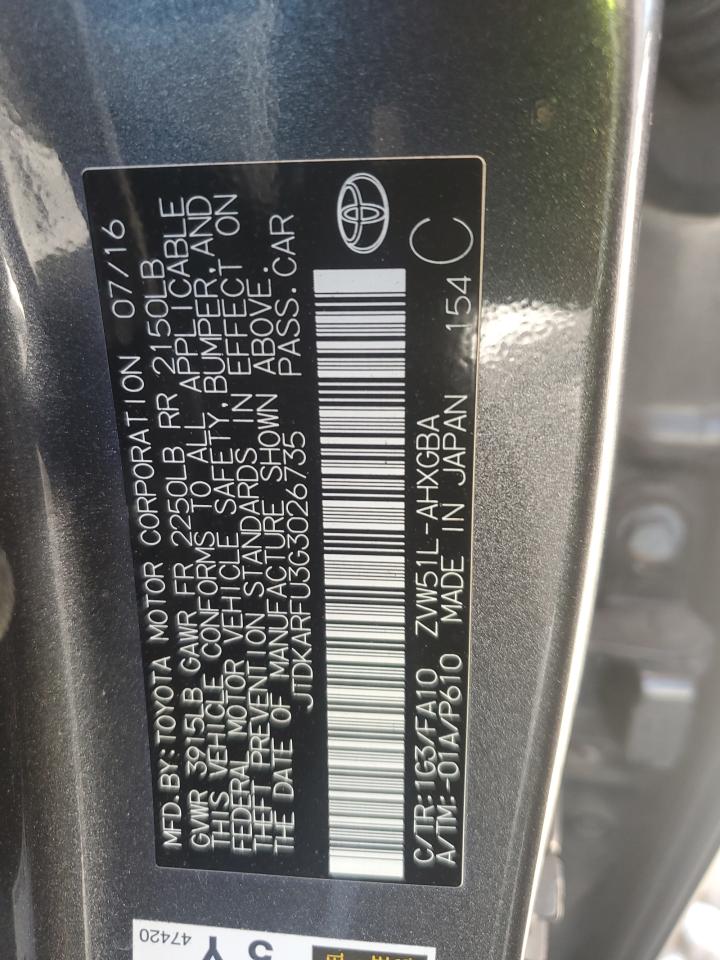 MFD.BY:TOYOTA MOTOR CORPORATION 07/16
GVWR 3915LB GAWR FR 2250LB RR 2150LB
THIS VEHICLE CONFORMS TO ALL APPLICABLE
FEDERAL MOTOR VEHICLE SAFETY,BUMPER,AND
THEFT PREVENTION STANDARDS IN EFFECT ON
THE DATE OF MANUFACTURE SHOWN ABOVE.
JTDKARFU3G3026735 PASS.CAR
C/TR:1G3/FA10 ZVW51L-AHXGBA
A/TM:-01A/P610 MADE IN JAPAN 154 C
47420
5Y